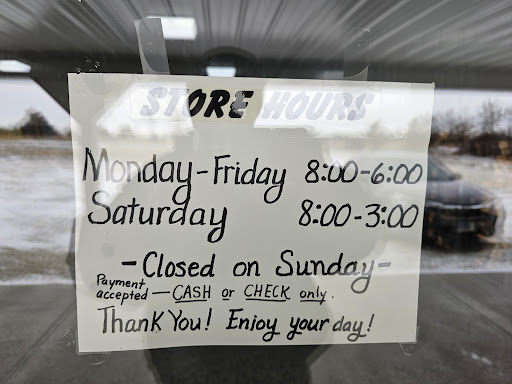 STORE HOURS
Monday-Friday 8:00-6:00
Saturday 8:00-3:00
-Closed on Sunday-
Payment
accepted — CASH or CHECK only.
Thank You! Enjoy your day!